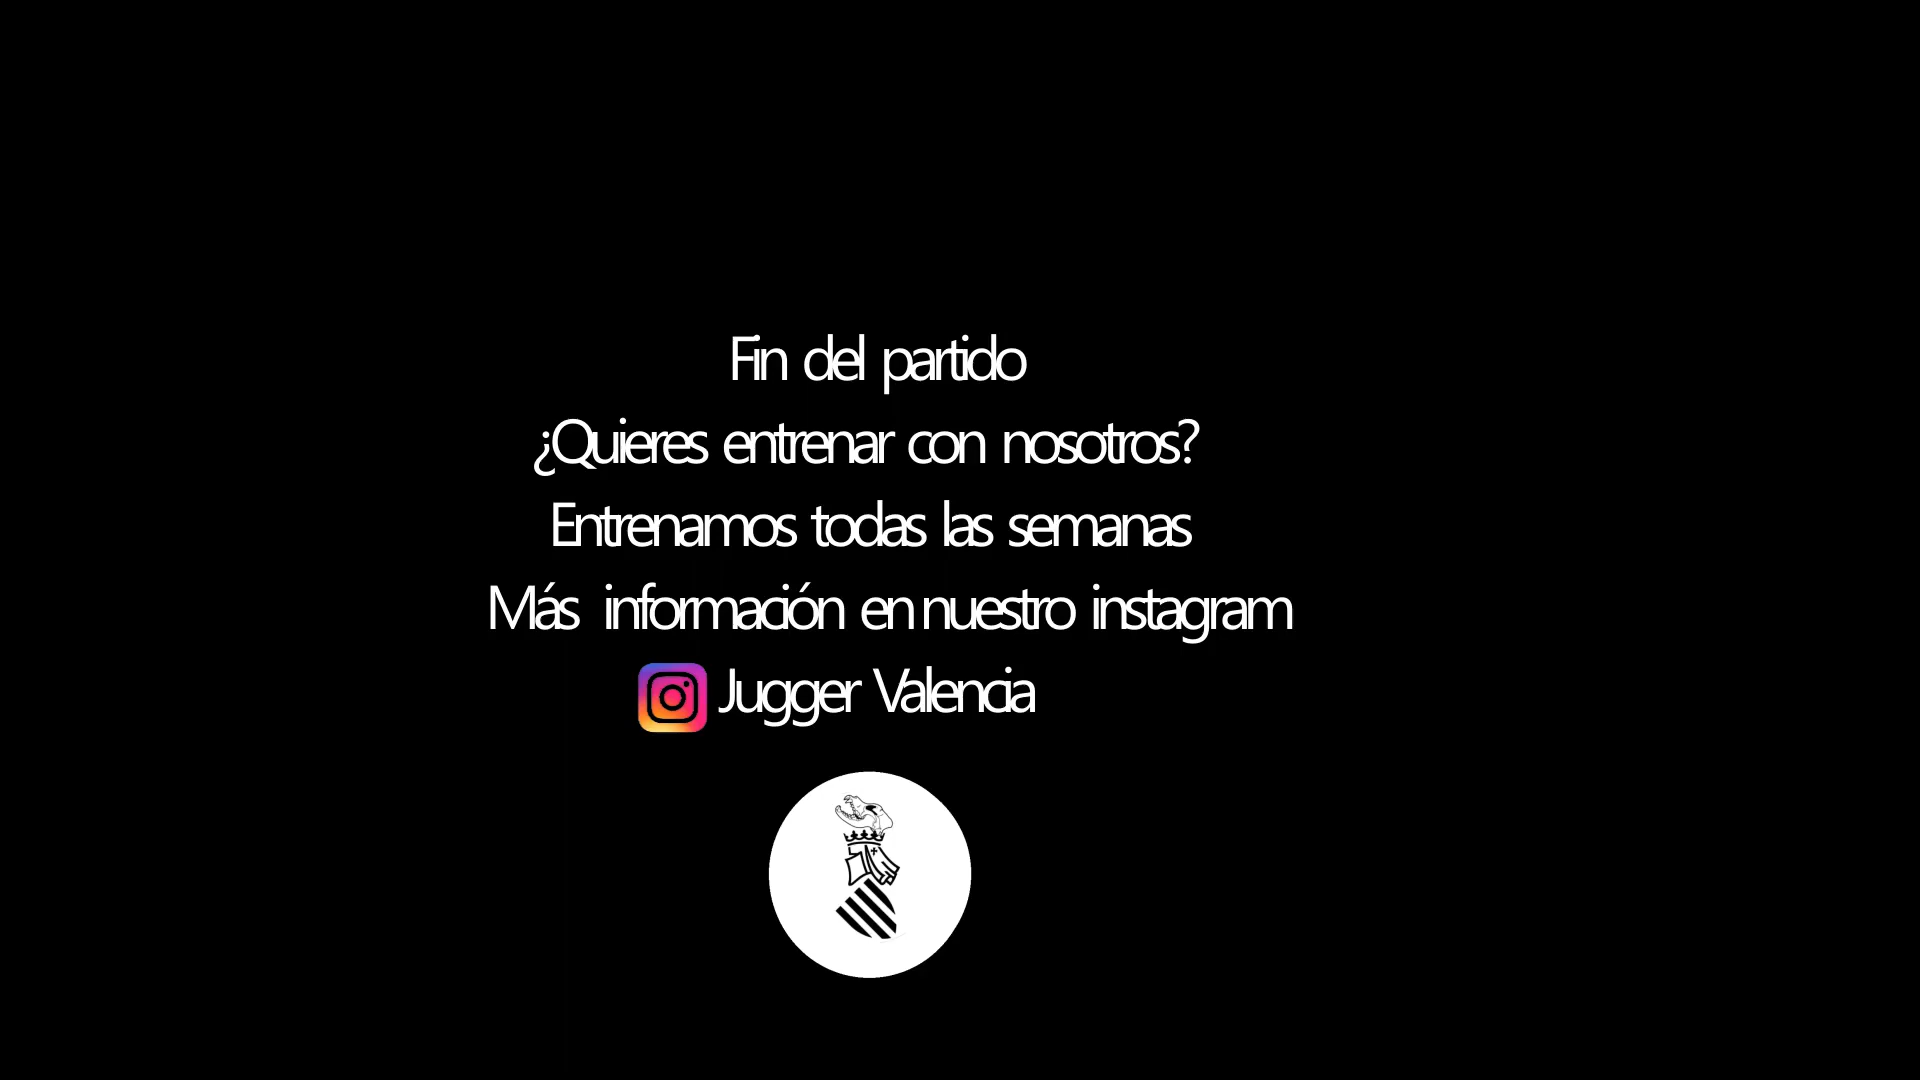 Fin del partido
¿Quieres entrenar con nosotros?
Entrenamos todas las semanas
Más información en nuestro instagram
Jugger Valencia